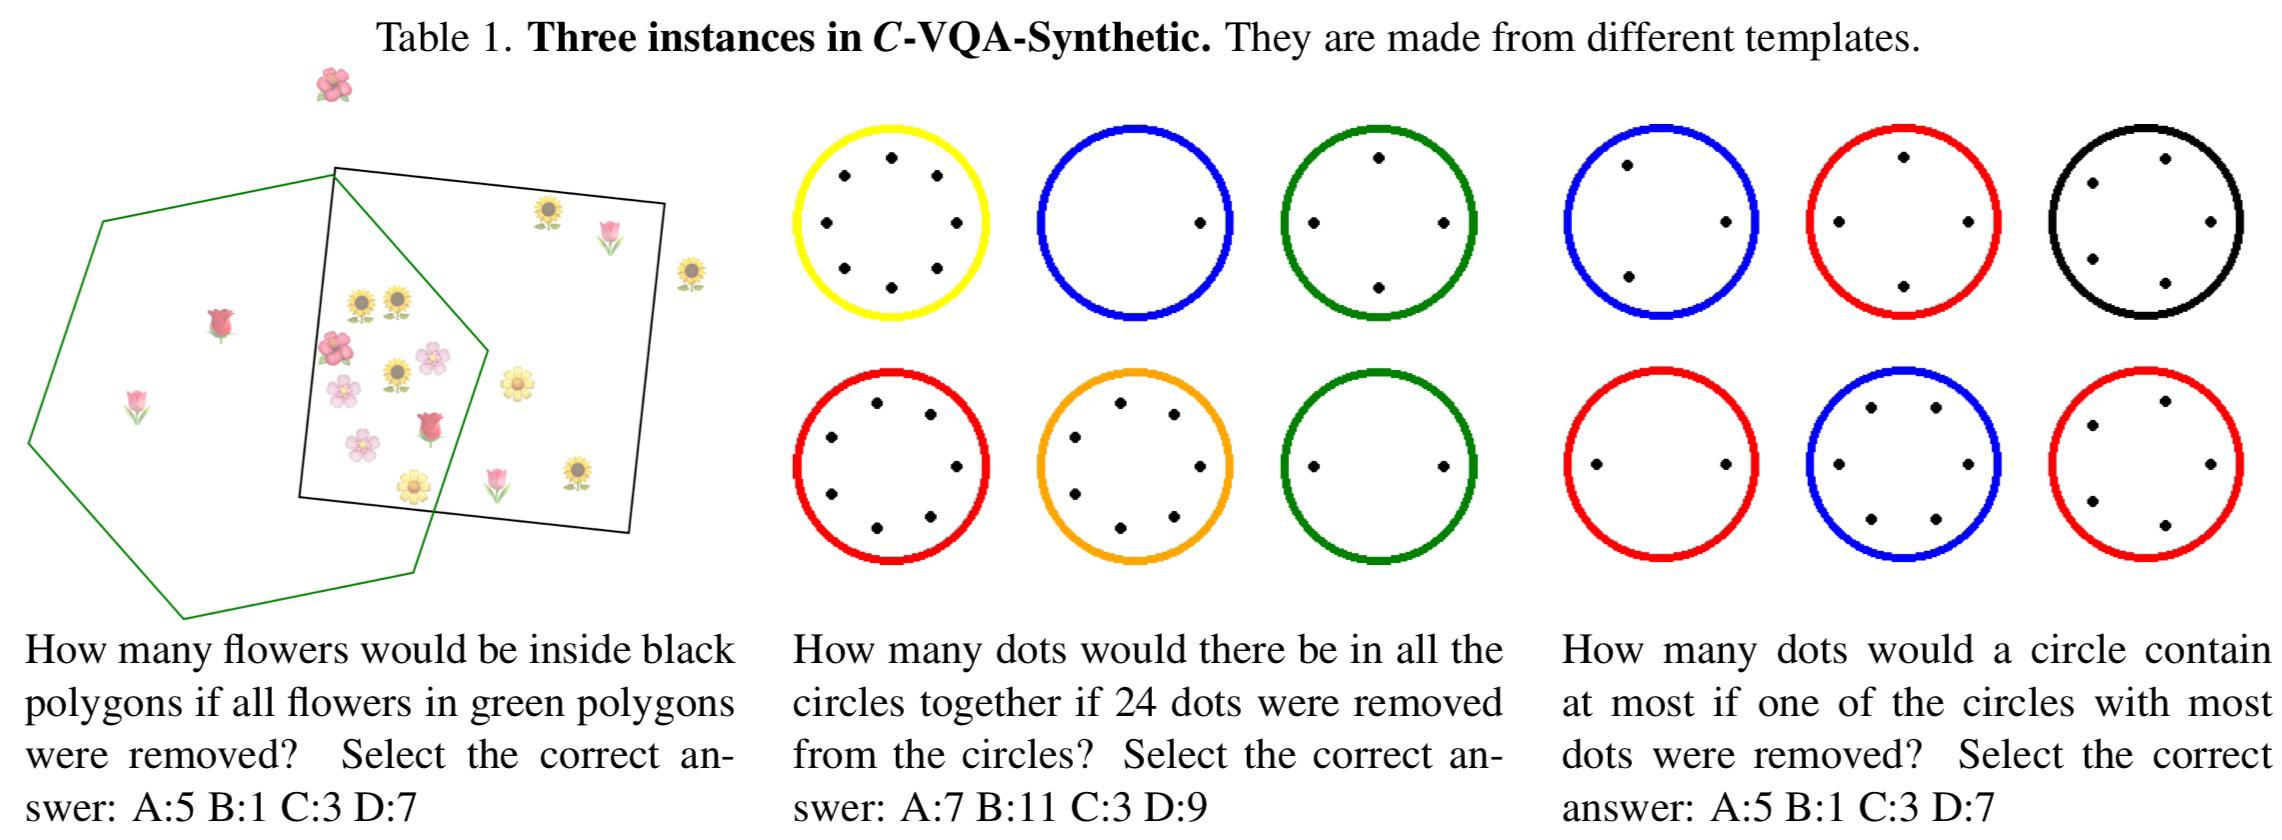 Table 1. Three instances in C-VQA-Synthetic. They are made from different templates.
How many flowers would be inside black
polygons if all flowers in green polygons
were removed? Select the correct an-
swer: A:5 B:1 C:3 D:7
How many dots would there be in all the
circles together if 24 dots were removed
from the circles? Select the correct an-
swer: A:7 B:11 C:3 D:9
How many dots would a circle contain
at most if one of the circles with most
dots were removed? Select the correct
answer: A:5 B:1 C:3 D:7